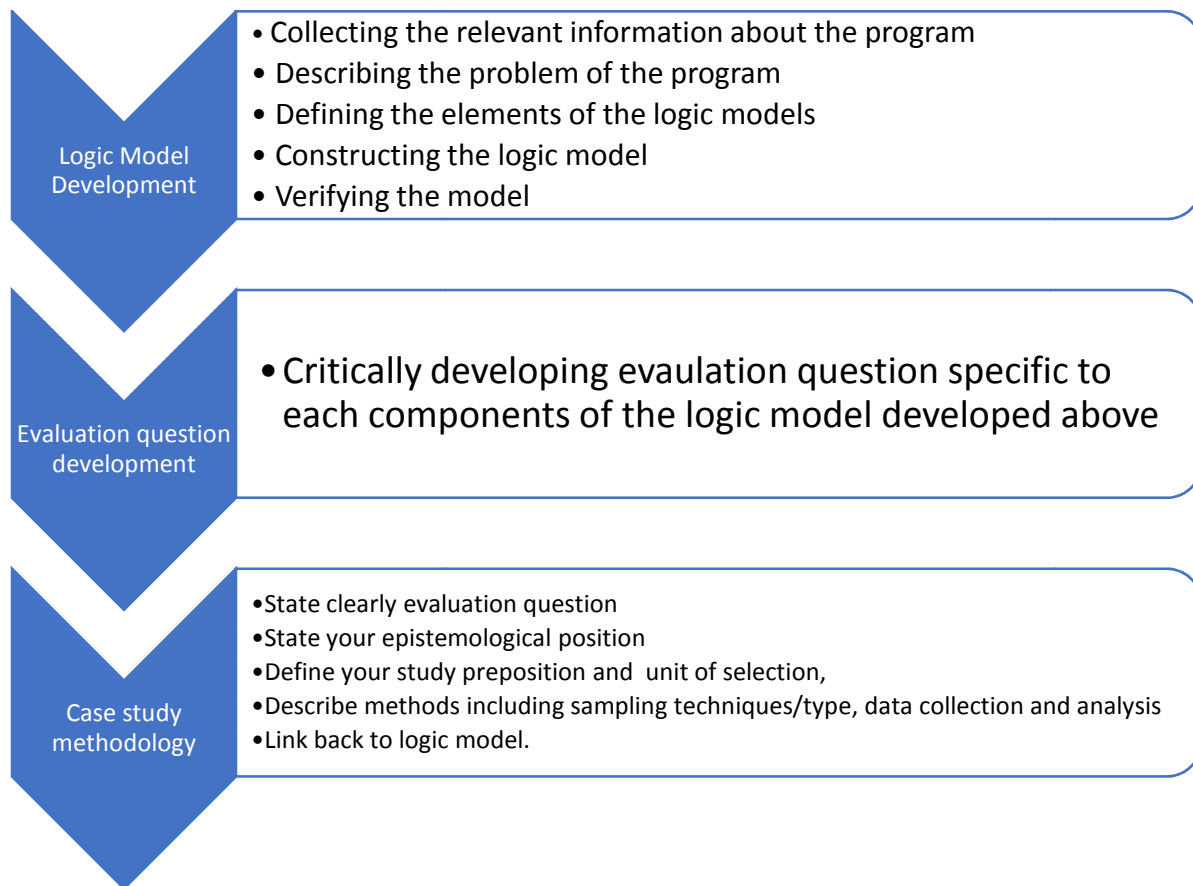 Logic Model
Development
• Collecting the relevant information about the program
• Describing the problem of the program
• Defining the elements of the logic models
• Constructing the logic model
• Verifying the model
Evaluation question
development
• Critically developing evaulation question specific to
each components of the logic model developed above
Case study
methodology
•State clearly evaluation question
•State your epistemological position
•Define your study preposition and unit of selection,
•Describe methods including sampling techniques/type, data collection and analysis
•Link back to logic model.